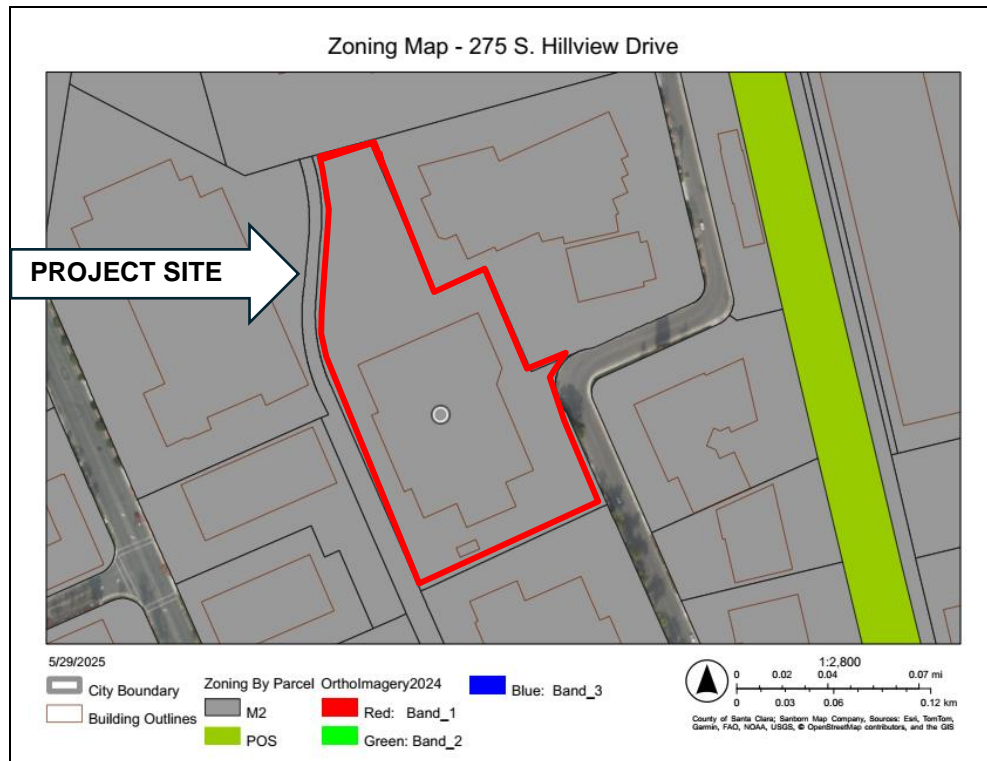 Zoning Map - 275 S. Hillview Drive
PROJECT SITE
5/29/2025
City Boundary
Building Outlines
Zoning By Parcel
M2
POS
OrthoImagery2024
Red: Band_1
Green: Band_2
Blue: Band_3
1:2,800
0 0.02 0.04 0.07 mi
0 0.03 0.06 0.12 km
County of Santa Clara; Sanborn Map Company, Sources: Esri, TomTom,
Garmin, FAO, NOAA, USGS, © OpenStreetMap contributors, and the GIS